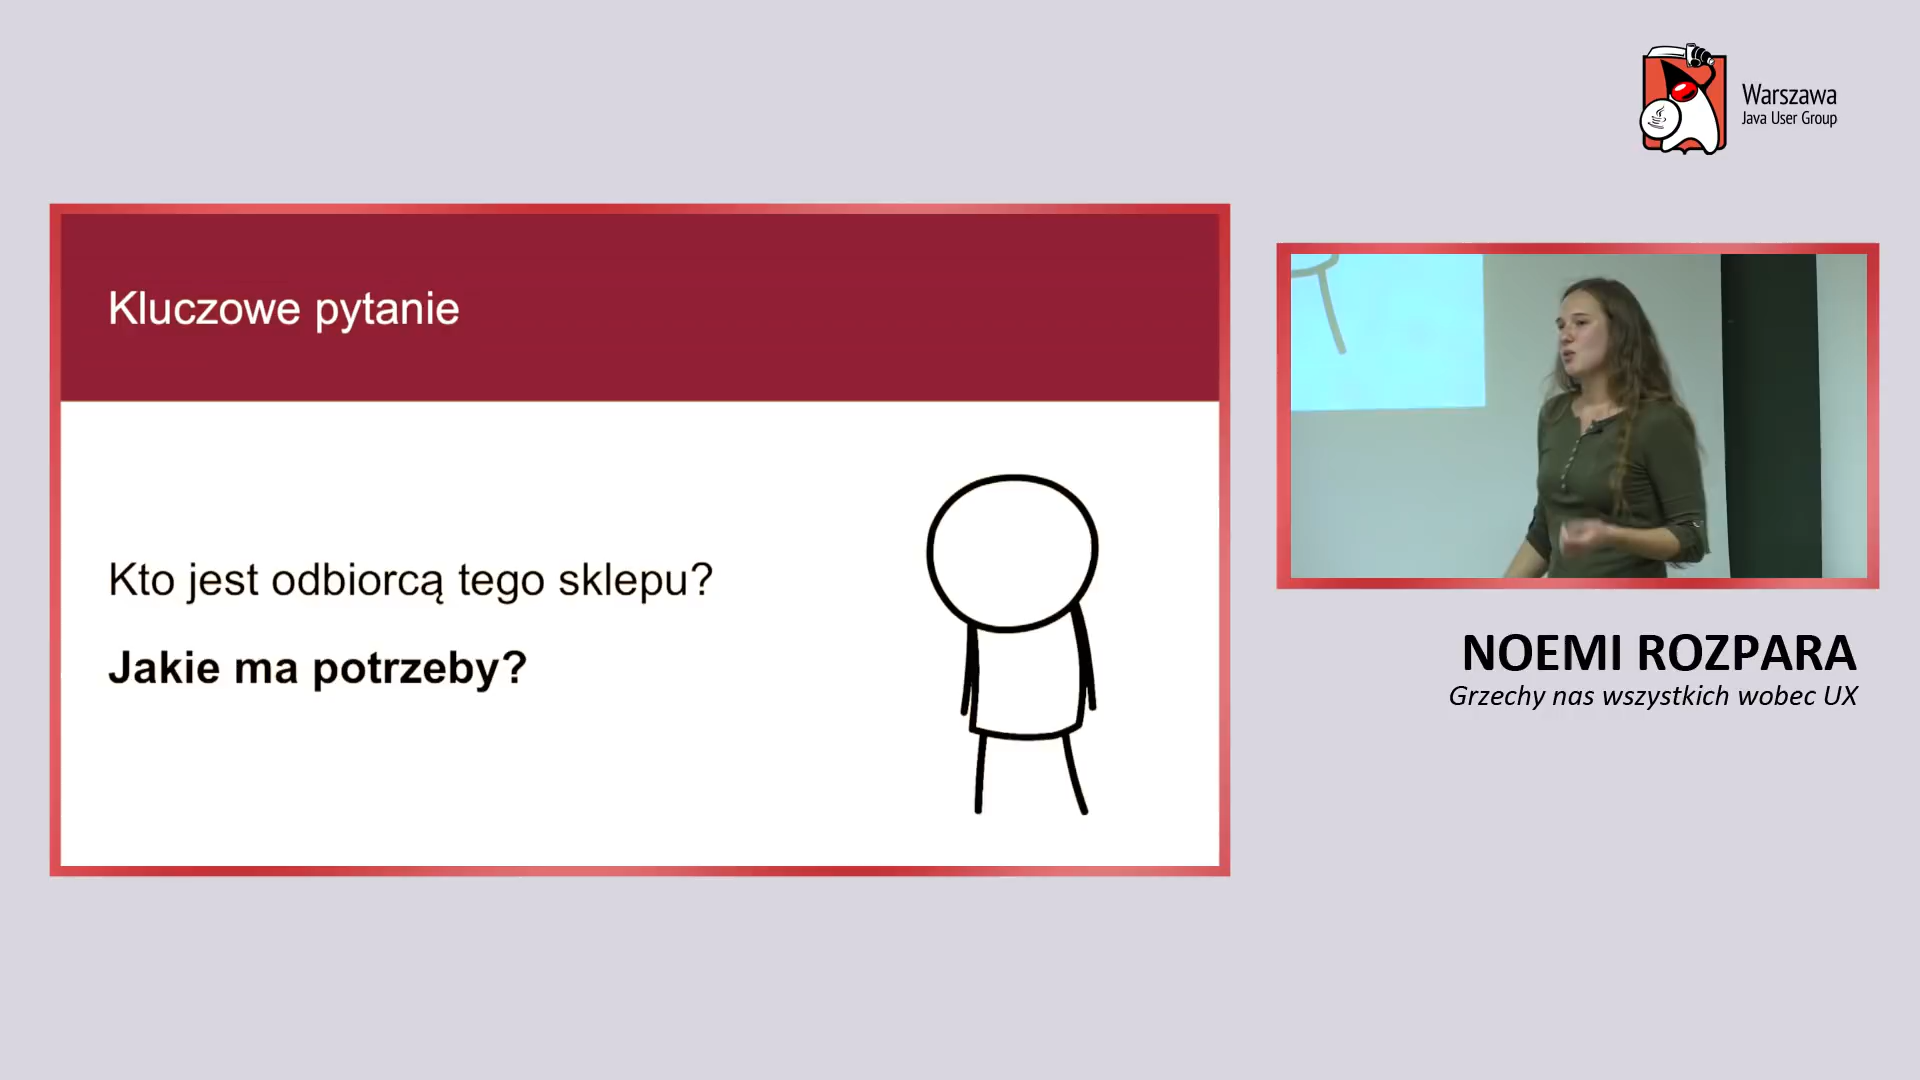 Warszawa
Java User Group
Kluczowe pytanie
Kto jest odbiorcą tego sklepu?
Jakie ma potrzeby?
NOEMI ROZPARA
Grzechy nas wszystkich wobec UX